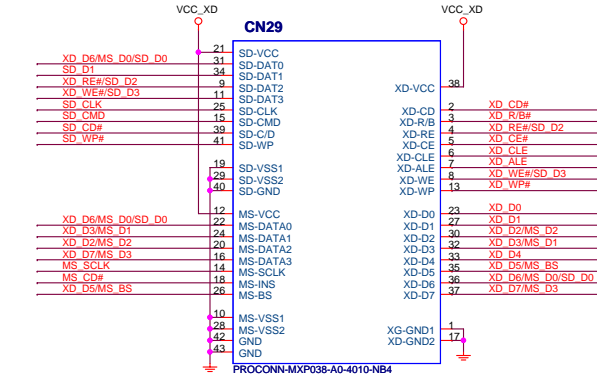 VCC_XD VCC_XD
CN29
21 SD-VCC
XD_D6/MS_D0/SD_D0 31 SD-DAT0
SD_D1 34 SD-DAT1
XD_RE#/SD_D2 9 SD-DAT2 XD-VCC 38
XD_WE#/SD_D3 11 SD-DAT3
SD_CLK 25 SD-CLK XD-CD 2 XD_CD#
SD_CMD 15 SD-CMD XD-R/B 3 XD_R/B#
SD_CD# 39 SD-C/D XD-RE 4 XD_RE#/SD_D2
SD_WP# 41 SD-WP XD-CE 5 XD_CE#
XD-CLE 6 XD_CLE
19 SD-VSS1 XD-ALE 7 XD_ALE
29 SD-VSS2 XD-WE 8 XD_WE#/SD_D3
40 SD-GND XD-WP 13 XD_WP#
12 MS-VCC XD-D0 23 XD_D0
XD_D6/MS_D0/SD_D0 22 MS-DATA0 XD-D1 27 XD_D1
XD_D3/MS_D1 24 MS-DATA1 XD-D2 30 XD_D2/MS_D2
XD_D2/MS_D2 20 MS-DATA2 XD-D3 32 XD_D3/MS_D1
XD_D7/MS_D3 16 MS-DATA3 XD-D4 33 XD_D4
MS_SCLK 14 MS-SCLK XD-D5 35 XD_D5/MS_BS
MS_CD# 18 MS-INS XD-D6 36 XD_D6/MS_D0/SD_D0
XD_D5/MS_BS 26 MS-BS XD-D7 37 XD_D7/MS_D3
10 MS-VSS1
28 MS-VSS2 XG-GND1 1
42 GND XD-GND2 17
43 GND
PROCONN-MXP038-A0-4010-NB4